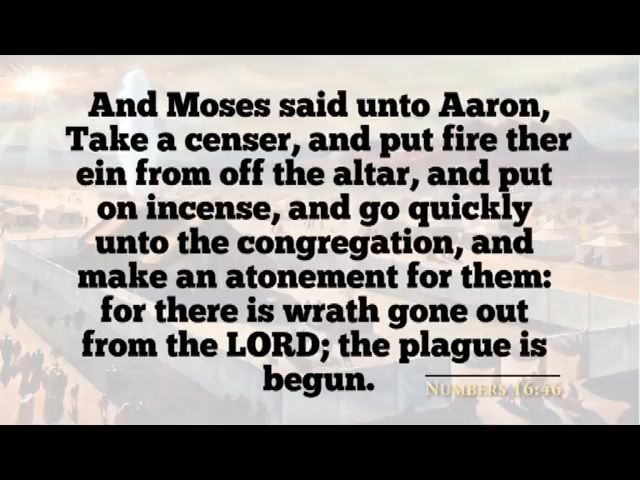 And Moses said unto Aaron,
Take a censer, and put fire ther
ein from off the altar, and put
on incense, and go quickly
unto the congregation, and
make an atonement for them:
for there is wrath gone out
from the LORD; the plague is
begun.
NUMBERS 16:46